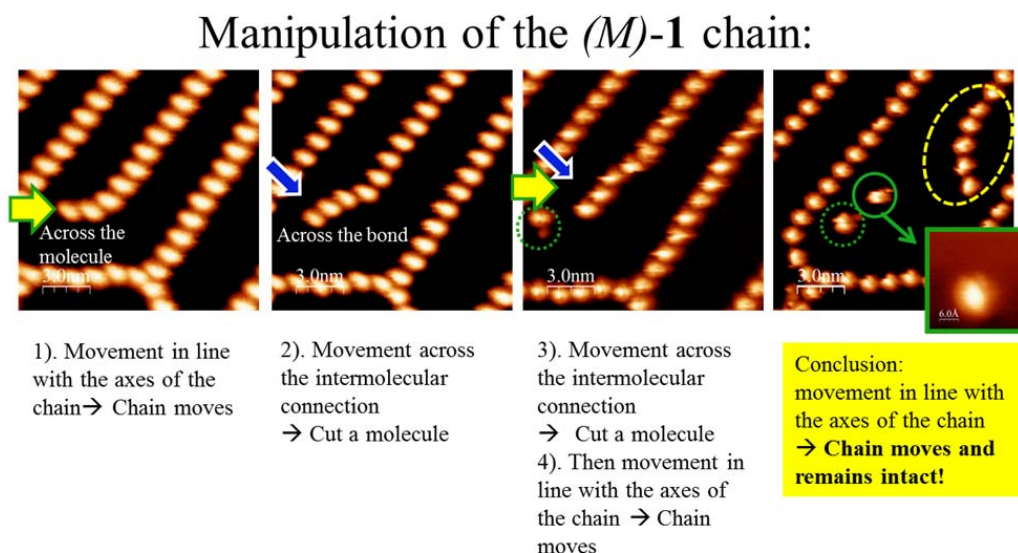 Manipulation of the (M)-1 chain:
Across the
molecule
3.0nm
Across the bond
3.0nm
3.0nm
3.0nm
6.0Å
1). Movement in line
with the axes of the
chain→ Chain moves
2). Movement across
the intermolecular
connection
→ Cut a molecule
3). Movement across
the intermolecular
connection
→ Cut a molecule
4). Then movement in
line with the axes of
the chain → Chain
moves
Conclusion:
movement in line with
the axes of the chain
→ Chain moves and
remains intact!